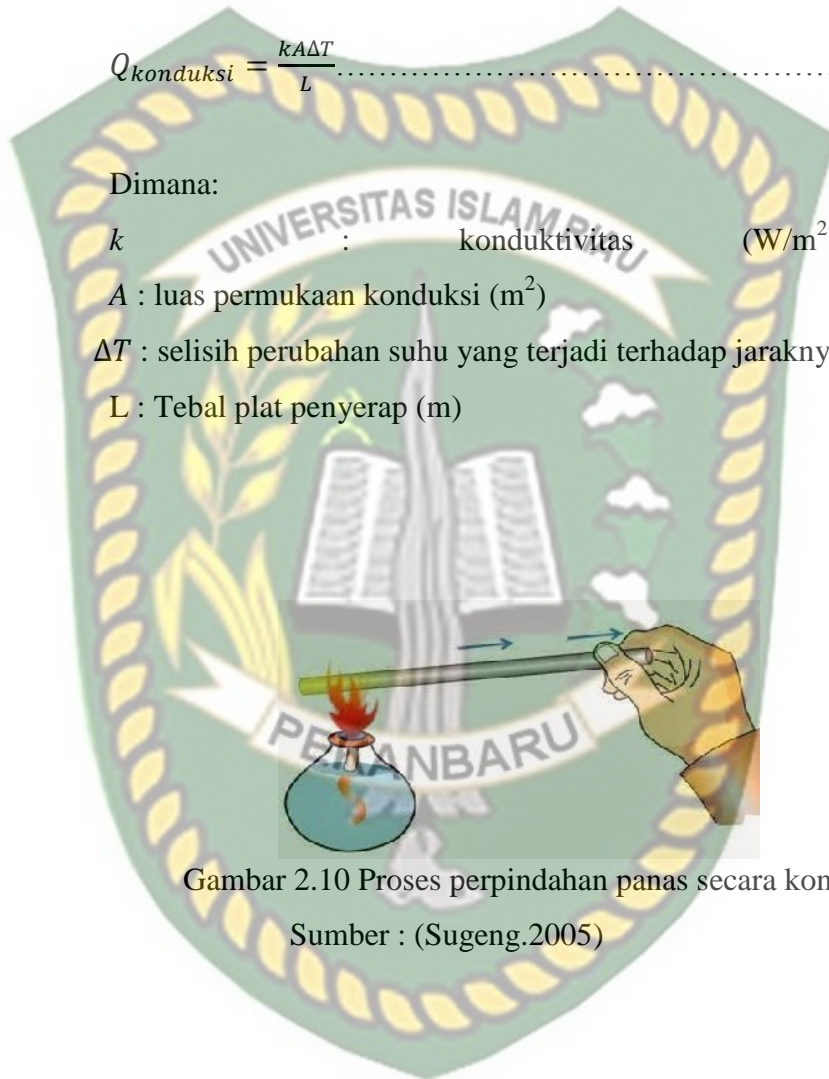 Q_konduksi = kAΔT/L ................................................
Dimana:
UNIVERSITAS ISLAM RIAU
k : konduktivitas (W/m²
A : luas permukaan konduksi (m²)
ΔT : selisih perubahan suhu yang terjadi terhadap jarakny
L : Tebal plat penyerap (m)
PEKANBARU
Gambar 2.10 Proses perpindahan panas secara kon
Sumber : (Sugeng.2005)